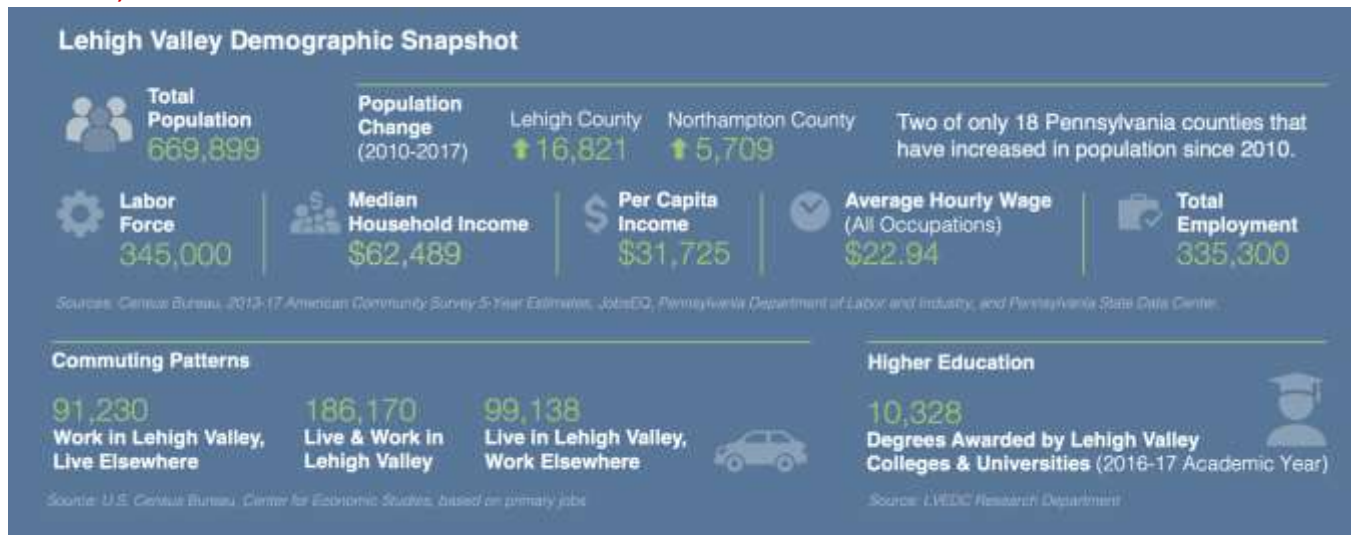 Lehigh Valley Demographic Snapshot
Total
Population
669,899
Population
Change
(2010-2017)
Lehigh County
16,821
Northampton County
5,709
Two of only 18 Pennsylvania counties that
have increased in population since 2010.
Labor
Force
345,000
Median
Household Income
$62,489
Per Capita
Income
$31,725
Average Hourly Wage
(All Occupations)
$22.94
Total
Employment
335,300
Sources: Census Bureau, 2013-17 American Community Survey 5-Year Estimates, JobsEQ, Pennsylvania Department of Labor and Industry, and Pennsylvania State Data Center.
Commuting Patterns
91,230
Work in Lehigh Valley,
Live Elsewhere
186,170
Live & Work in
Lehigh Valley
99,138
Live in Lehigh Valley,
Work Elsewhere
Source: U.S. Census Bureau, Center for Economic Studies, based on primary jobs
Higher Education
10,328
Degrees Awarded by Lehigh Valley
Colleges & Universities (2016-17 Academic Year)
Source: LVEDC Research Department